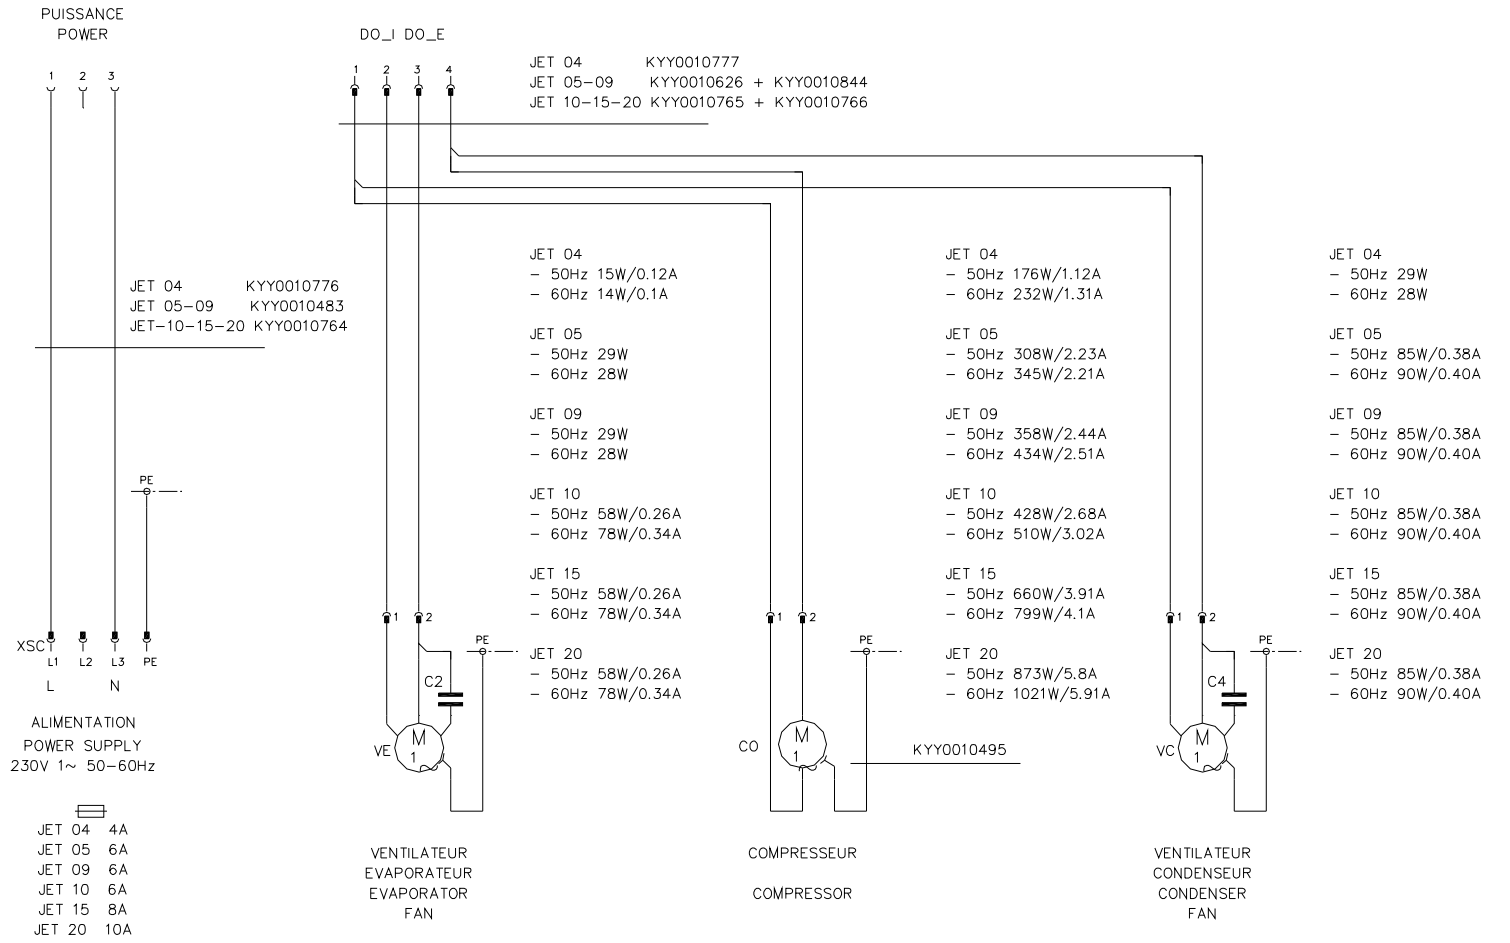 PUISSANCE
POWER
1 2 3
DO_I DO_E
1 2 3 4
JET 04 KYY0010777
JET 05-09 KYY0010626 + KYY0010844
JET 10-15-20 KYY0010765 + KYY0010766
JET 04 KYY0010776
JET 05-09 KYY0010483
JET-10-15-20 KYY0010764
PE
XSC
L1 L2 L3 PE
L N
ALIMENTATION
POWER SUPPLY
230V 1~ 50-60Hz
JET 04 4A
JET 05 6A
JET 09 6A
JET 10 6A
JET 15 8A
JET 20 10A
JET 04
- 50Hz 15W/0.12A
- 60Hz 14W/0.1A
JET 05
- 50Hz 29W
- 60Hz 28W
JET 09
- 50Hz 29W
- 60Hz 28W
JET 10
- 50Hz 58W/0.26A
- 60Hz 78W/0.34A
JET 15
- 50Hz 58W/0.26A
- 60Hz 78W/0.34A
JET 20
- 50Hz 58W/0.26A
- 60Hz 78W/0.34A
1 2
PE
C2
VE
M
1
VENTILATEUR
EVAPORATEUR
EVAPORATOR
FAN
JET 04
- 50Hz 176W/1.12A
- 60Hz 232W/1.31A
JET 05
- 50Hz 308W/2.23A
- 60Hz 345W/2.21A
JET 09
- 50Hz 358W/2.44A
- 60Hz 434W/2.51A
JET 10
- 50Hz 428W/2.68A
- 60Hz 510W/3.02A
JET 15
- 50Hz 660W/3.91A
- 60Hz 799W/4.1A
JET 20
- 50Hz 873W/5.8A
- 60Hz 1021W/5.91A
1 2
PE
CO
M
1
KYY0010495
COMPRESSEUR
COMPRESSOR
JET 04
- 50Hz 29W
- 60Hz 28W
JET 05
- 50Hz 85W/0.38A
- 60Hz 90W/0.40A
JET 09
- 50Hz 85W/0.38A
- 60Hz 90W/0.40A
JET 10
- 50Hz 85W/0.38A
- 60Hz 90W/0.40A
JET 15
- 50Hz 85W/0.38A
- 60Hz 90W/0.40A
JET 20
- 50Hz 85W/0.38A
- 60Hz 90W/0.40A
1 2
PE
C4
VC
M
1
VENTILATEUR
CONDENSEUR
CONDENSER
FAN